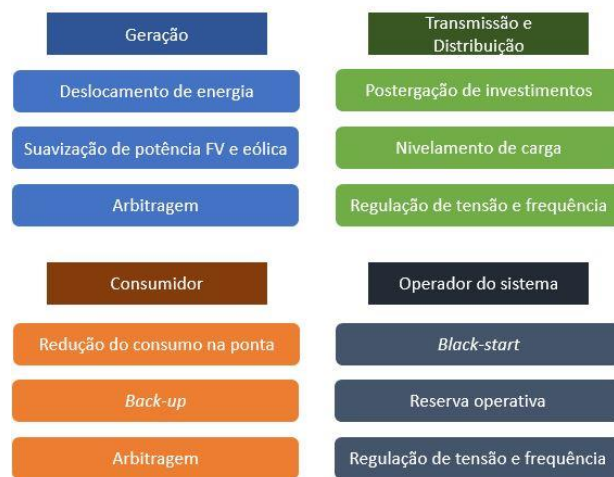 Geração
Deslocamento de energia
Suavização de potência FV e eólica
Arbitragem
Transmissão e
Distribuição
Postergação de investimentos
Nivelamento de carga
Regulação de tensão e frequência
Consumidor
Redução do consumo na ponta
Back-up
Arbitragem
Operador do sistema
Black-start
Reserva operativa
Regulação de tensão e frequência